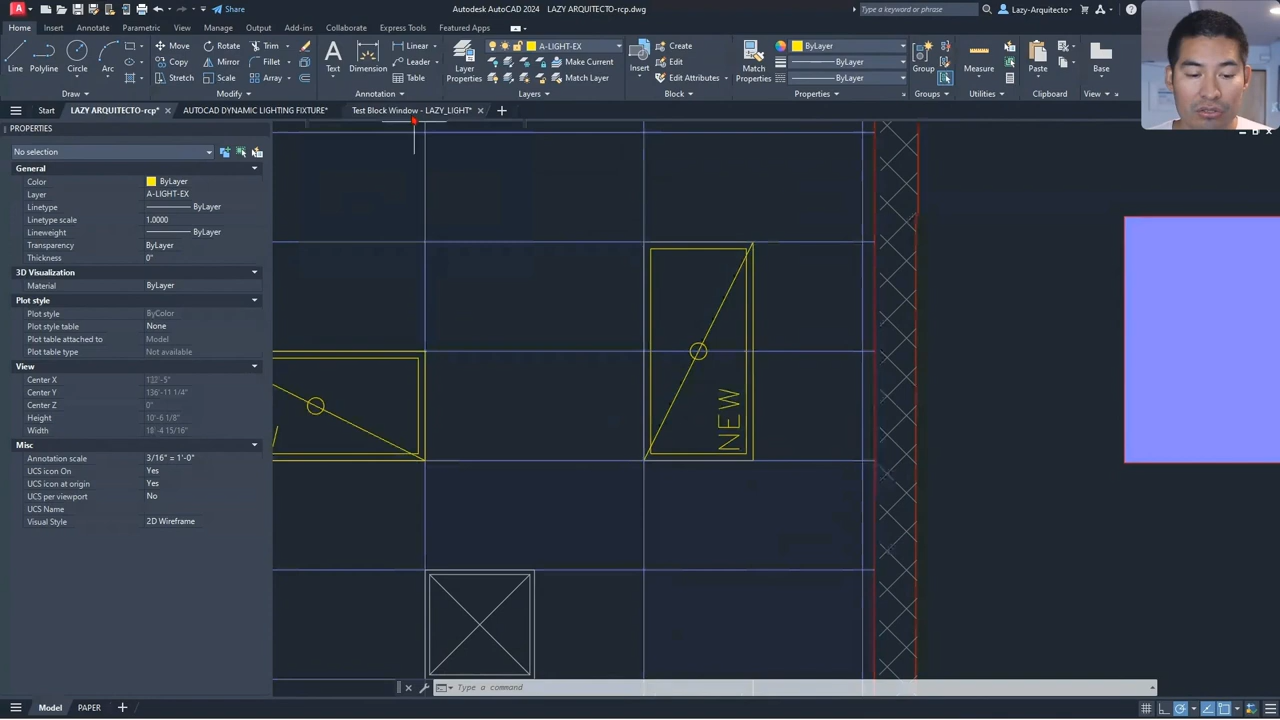 Share
Autodesk AutoCAD 2024 LAZY ARQUITECTO-rcp.dwg
Type a keyword or phrase
Lazy-Arquitecto
Home Insert Annotate Parametric View Manage Output Collaborate Express Tools Featured Apps
Line Polyline Circle Arc
Move Rotate Trim
Copy Mirror Fillet
Stretch Scale Array
Text Dimension
Linear
Leader
Table
Layer Properties
A-LIGHT-EX
Make Current
Match Layer
Insert
Create
Edit
Edit Attributes
Match Properties
ByLayer
ByLayer
ByLayer
Group
Measure
Paste
Base
Draw Modify Annotation Layers Block Properties Groups Utilities Clipboard View
Start LAZY ARQUITECTO-rcp* AUTOCAD DYNAMIC LIGHTING FIXTURE* Test Block Window - LAZY_LIGHT*
PROPERTIES
No selection
General
Color ByLayer
Layer A-LIGHT-EX
Linetype ByLayer
Linetype scale 1.0000
Lineweight ByLayer
Transparency ByLayer
Thickness 0"
3D Visualization
Material ByLayer
Plot style
Plot style ByColor
Plot style table None
Plot table attached to Model
Plot table type Not available
View
Center X 132'-5"
Center Y 136'-11 1/4"
Center Z 0"
Height 10'-6 1/8"
Width 18'-4 15/16"
Misc
Annotation scale 3/16" = 1'-0"
UCS icon On Yes
UCS icon at origin Yes
UCS per viewport No
UCS Name
Visual Style 2D Wireframe
NEW
Type a command
Model PAPER